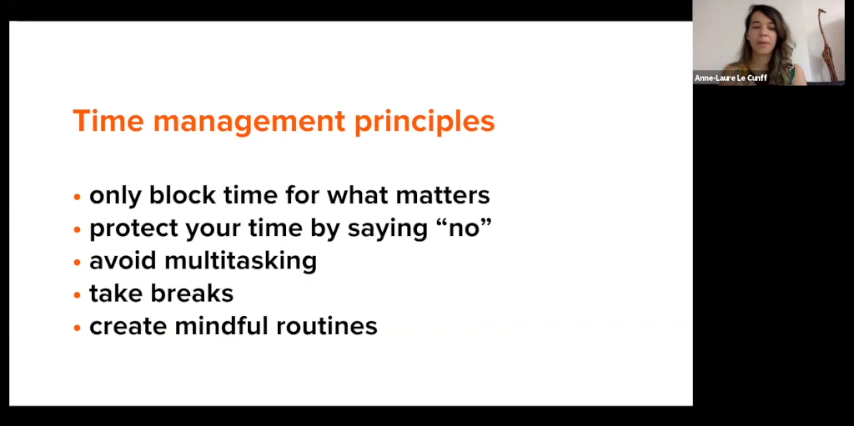 Time management principles
• only block time for what matters
• protect your time by saying “no”
• avoid multitasking
• take breaks
• create mindful routines
Anne-Laure Le Cunff